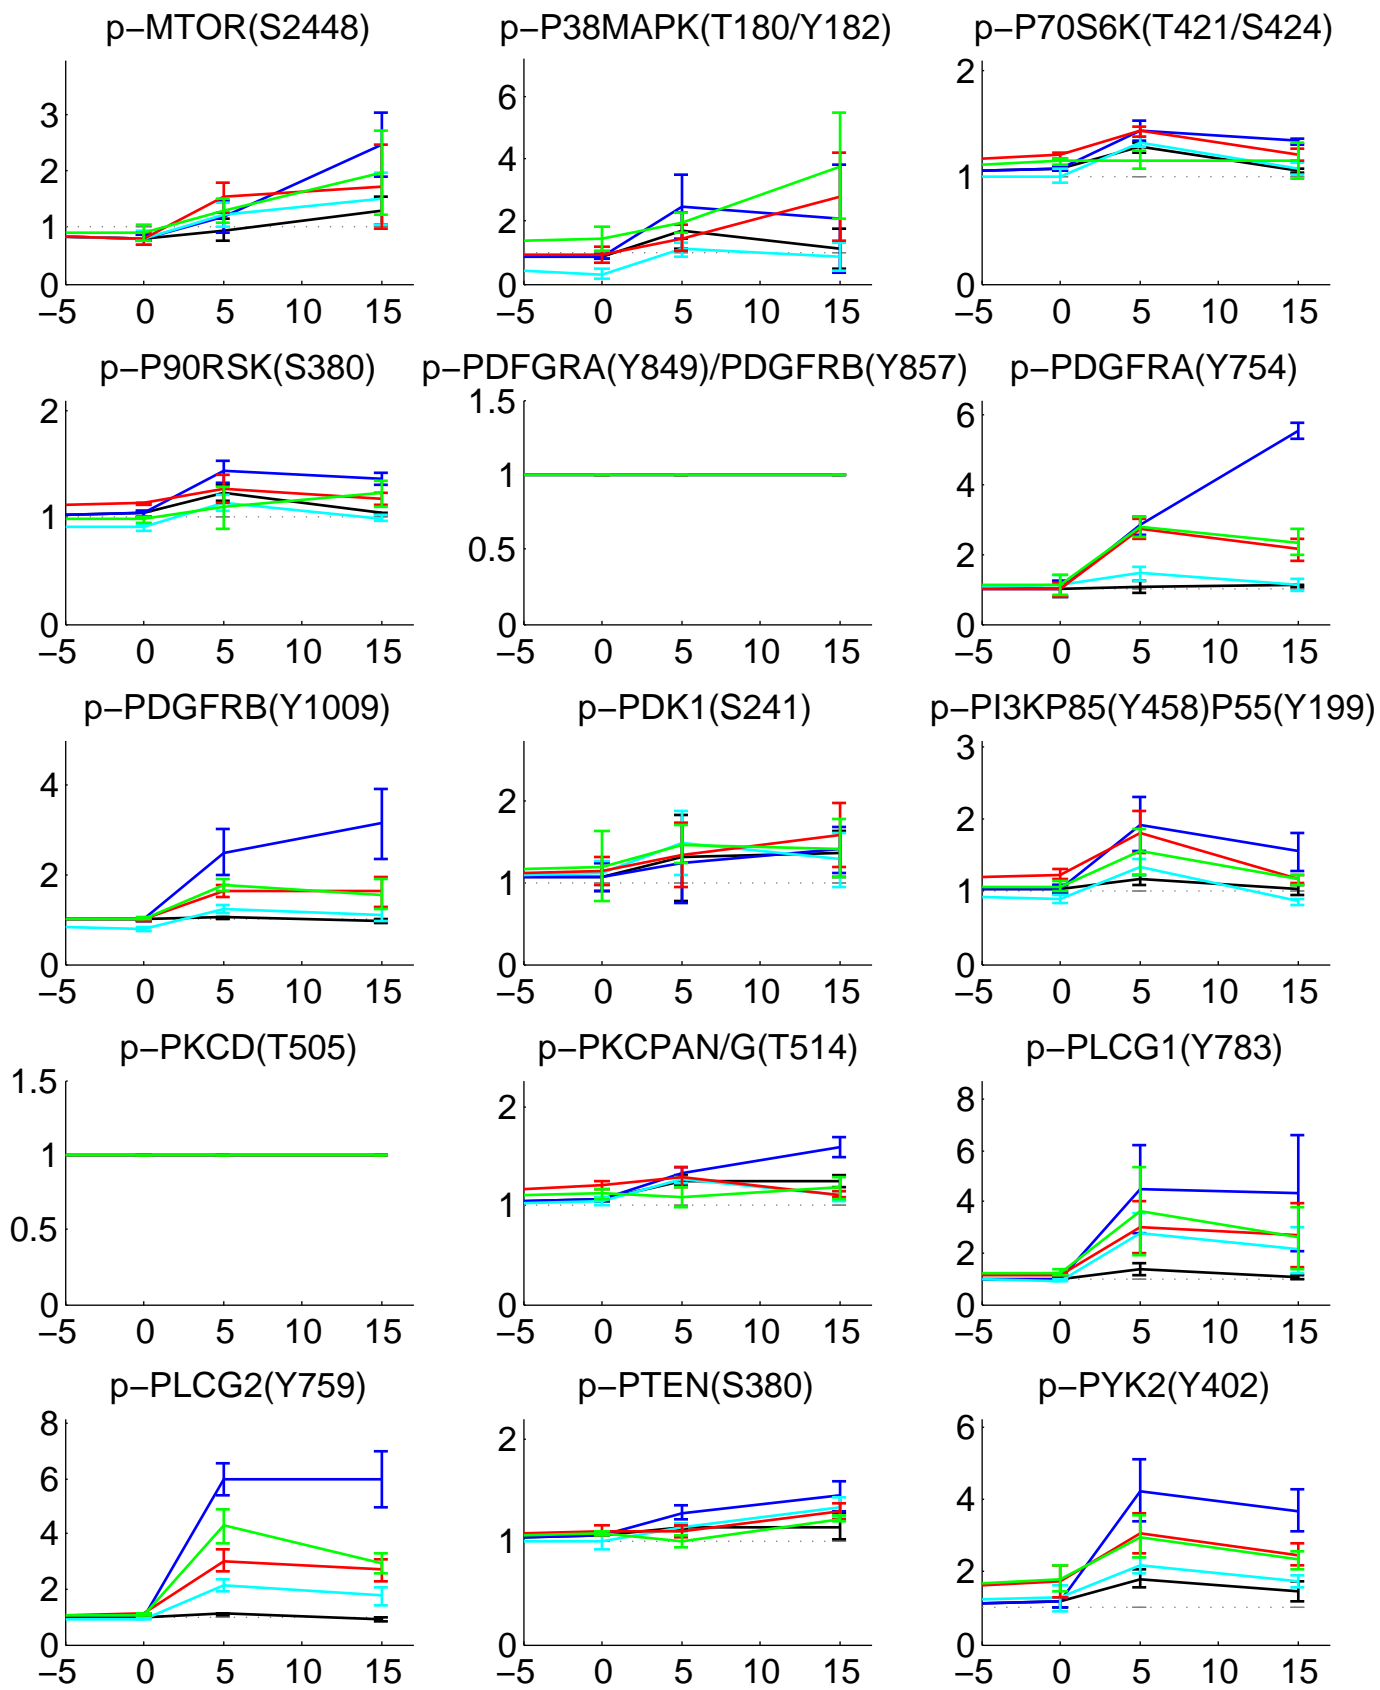 p−MTOR(S2448)
3
2
1
0
−5 0 5 10 15
p−P38MAPK(T180/Y182)
6
4
2
0
−5 0 5 10 15
p−P70S6K(T421/S424)
2
1
0
−5 0 5 10 15
p−P90RSK(S380)
2
1
0
−5 0 5 10 15
p−PDFGRA(Y849)/PDGFRB(Y857)
1.5
1
0.5
0
−5 0 5 10 15
p−PDGFRA(Y754)
6
4
2
0
−5 0 5 10 15
p−PDGFRB(Y1009)
4
2
0
−5 0 5 10 15
p−PDK1(S241)
2
1
0
−5 0 5 10 15
p−PI3KP85(Y458)P55(Y199)
3
2
1
0
−5 0 5 10 15
p−PKCD(T505)
1.5
1
0.5
0
−5 0 5 10 15
p−PKCPAN/G(T514)
2
1
0
−5 0 5 10 15
p−PLCG1(Y783)
8
6
4
2
0
−5 0 5 10 15
p−PLCG2(Y759)
8
6
4
2
0
−5 0 5 10 15
p−PTEN(S380)
2
1
0
−5 0 5 10 15
p−PYK2(Y402)
6
4
2
0
−5 0 5 10 15